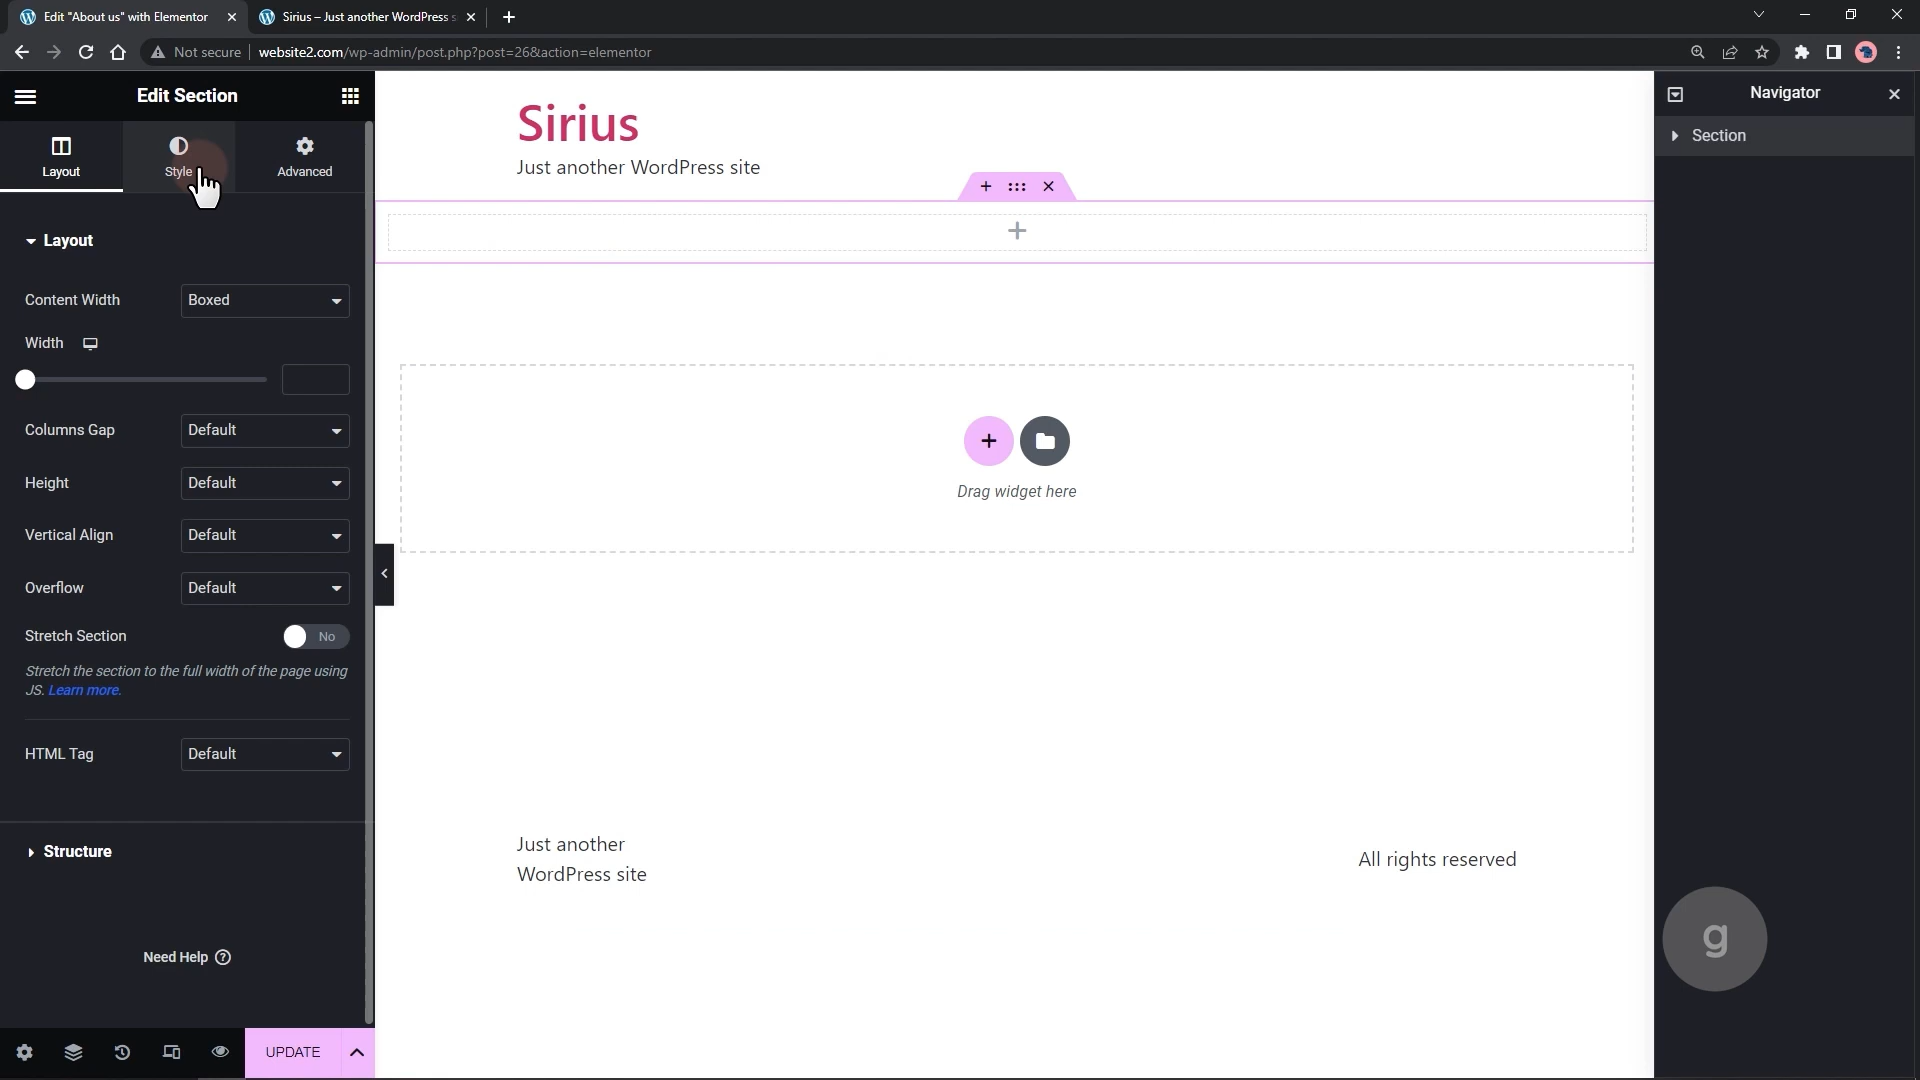 Edit "About us" with Elementor
Sirius – Just another WordPress s
Not secure
website2.com/wp-admin/post.php?post=26&action=elementor
Edit Section
Layout
Style
Advanced
Layout
Content Width
Boxed
Width
Columns Gap
Default
Height
Default
Vertical Align
Default
Overflow
Default
Stretch Section
No
Stretch the section to the full width of the page using
JS. Learn more.
HTML Tag
Default
Structure
Need Help
UPDATE
Sirius
Just another WordPress site
Drag widget here
Just another
WordPress site
All rights reserved
Navigator
Section
g